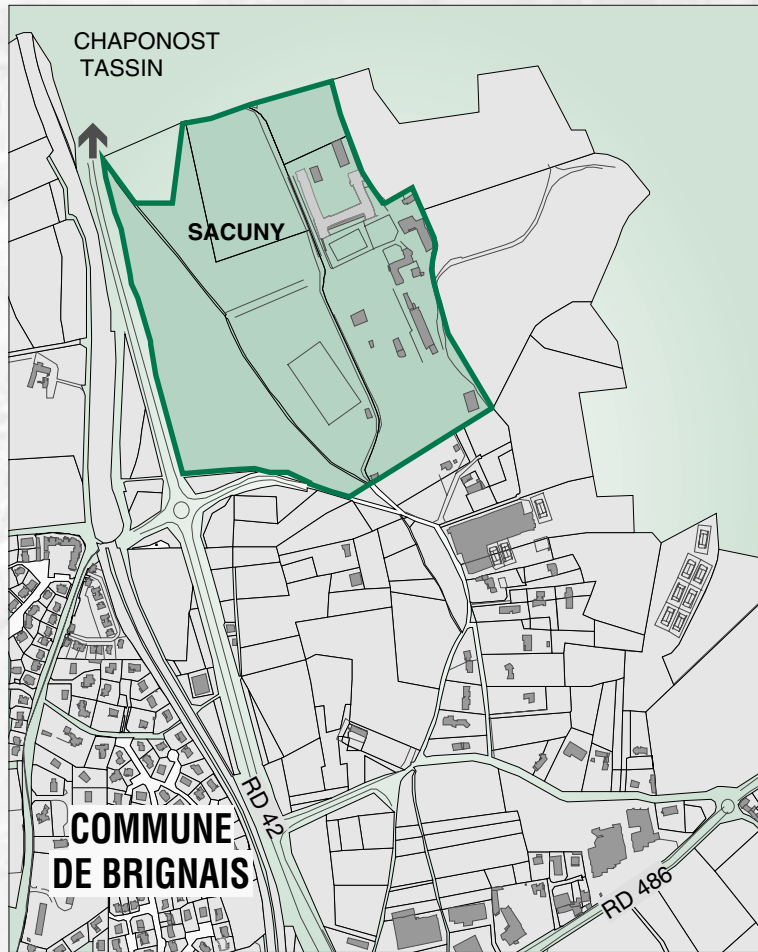 CHAPONOST
TASSIN
SACUNY
RD 42
COMMUNE
DE BRIGNAIS
RD 486